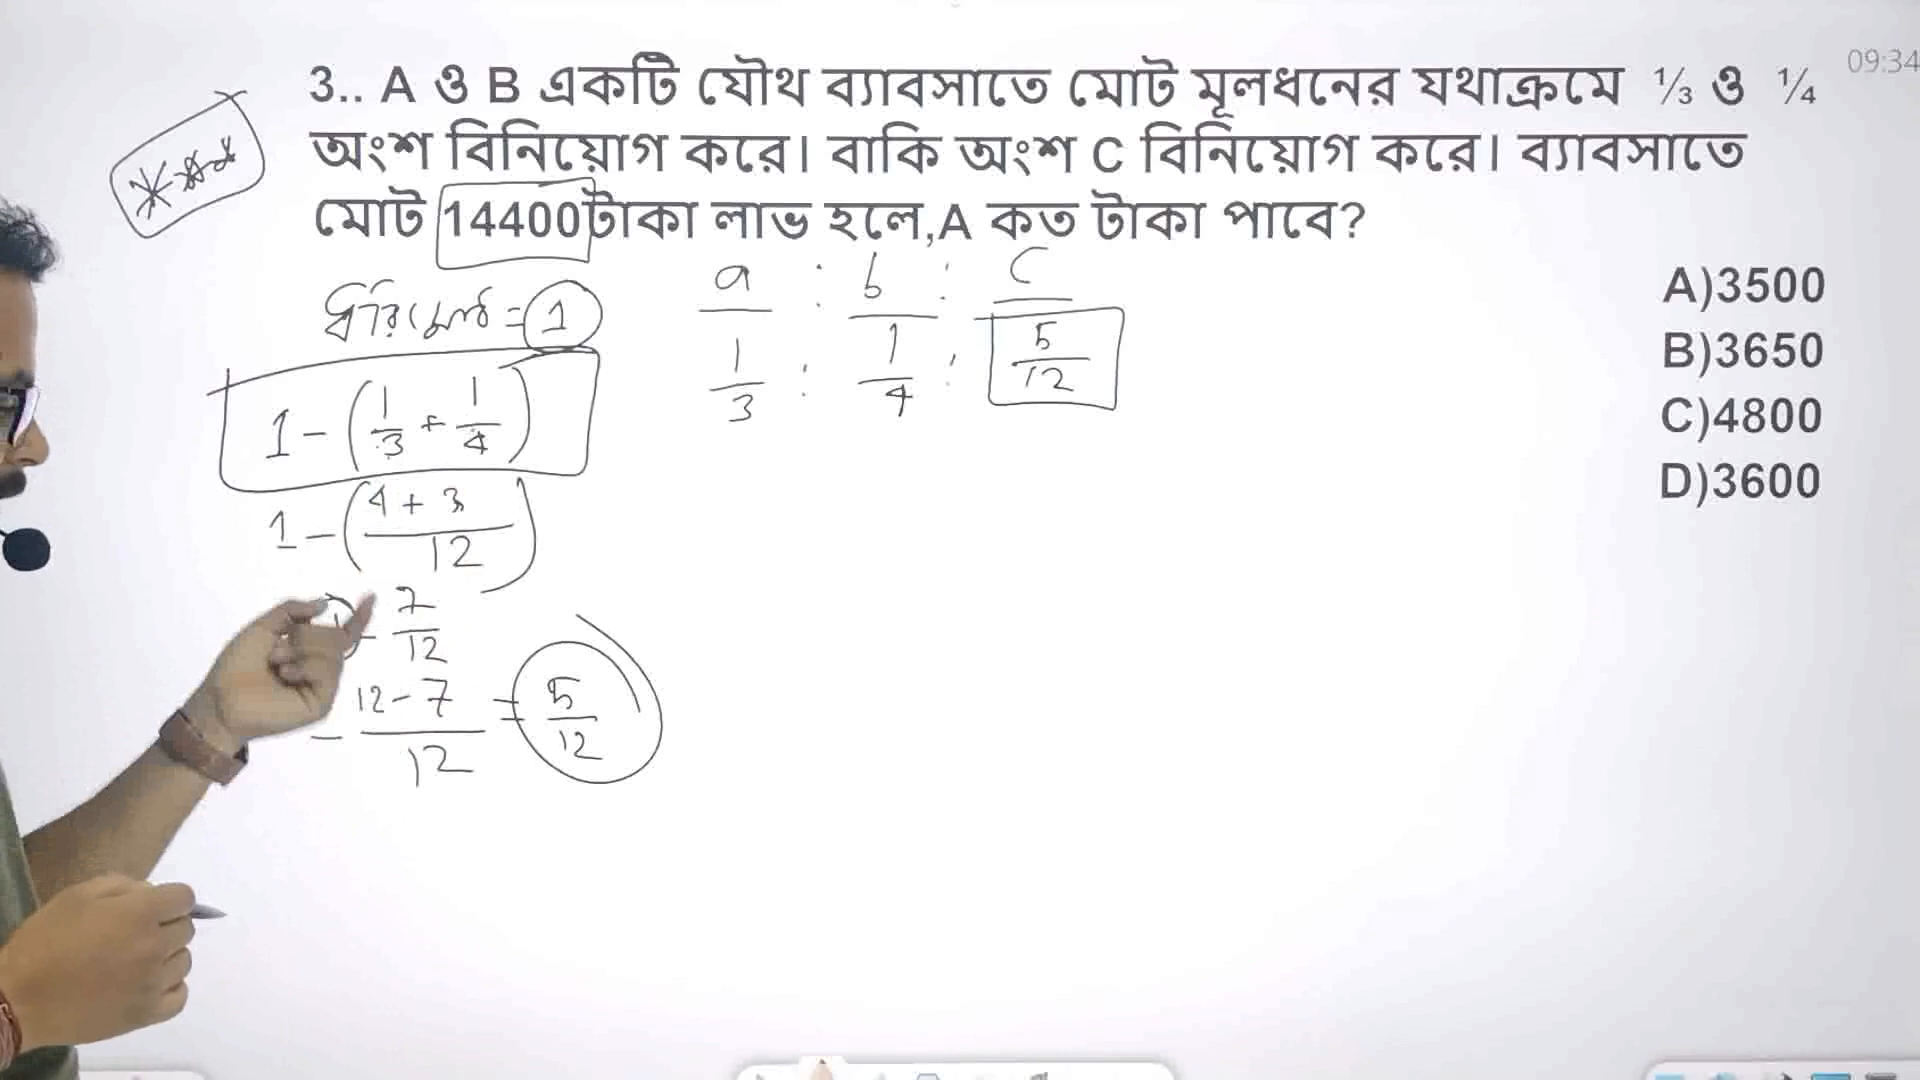 09:34
3.. A ও B একটি যৌথ ব্যাবসাতে মোট মূলধনের যথাক্রমে ⅓ ও ¼
অংশ বিনিয়োগ করে। বাকি অংশ C বিনিয়োগ করে। ব্যাবসাতে
মোট 14400টাকা লাভ হলে,A কত টাকা পাবে?
A)3500
B)3650
C)4800
D)3600
a : b : c
1/3 : 1/4 : 5/12
ধরি মোট = 1
1 - (1/3 + 1/4)
1 - (4 + 3/12)
1 - 7/12
12 - 7/12 = 5/12